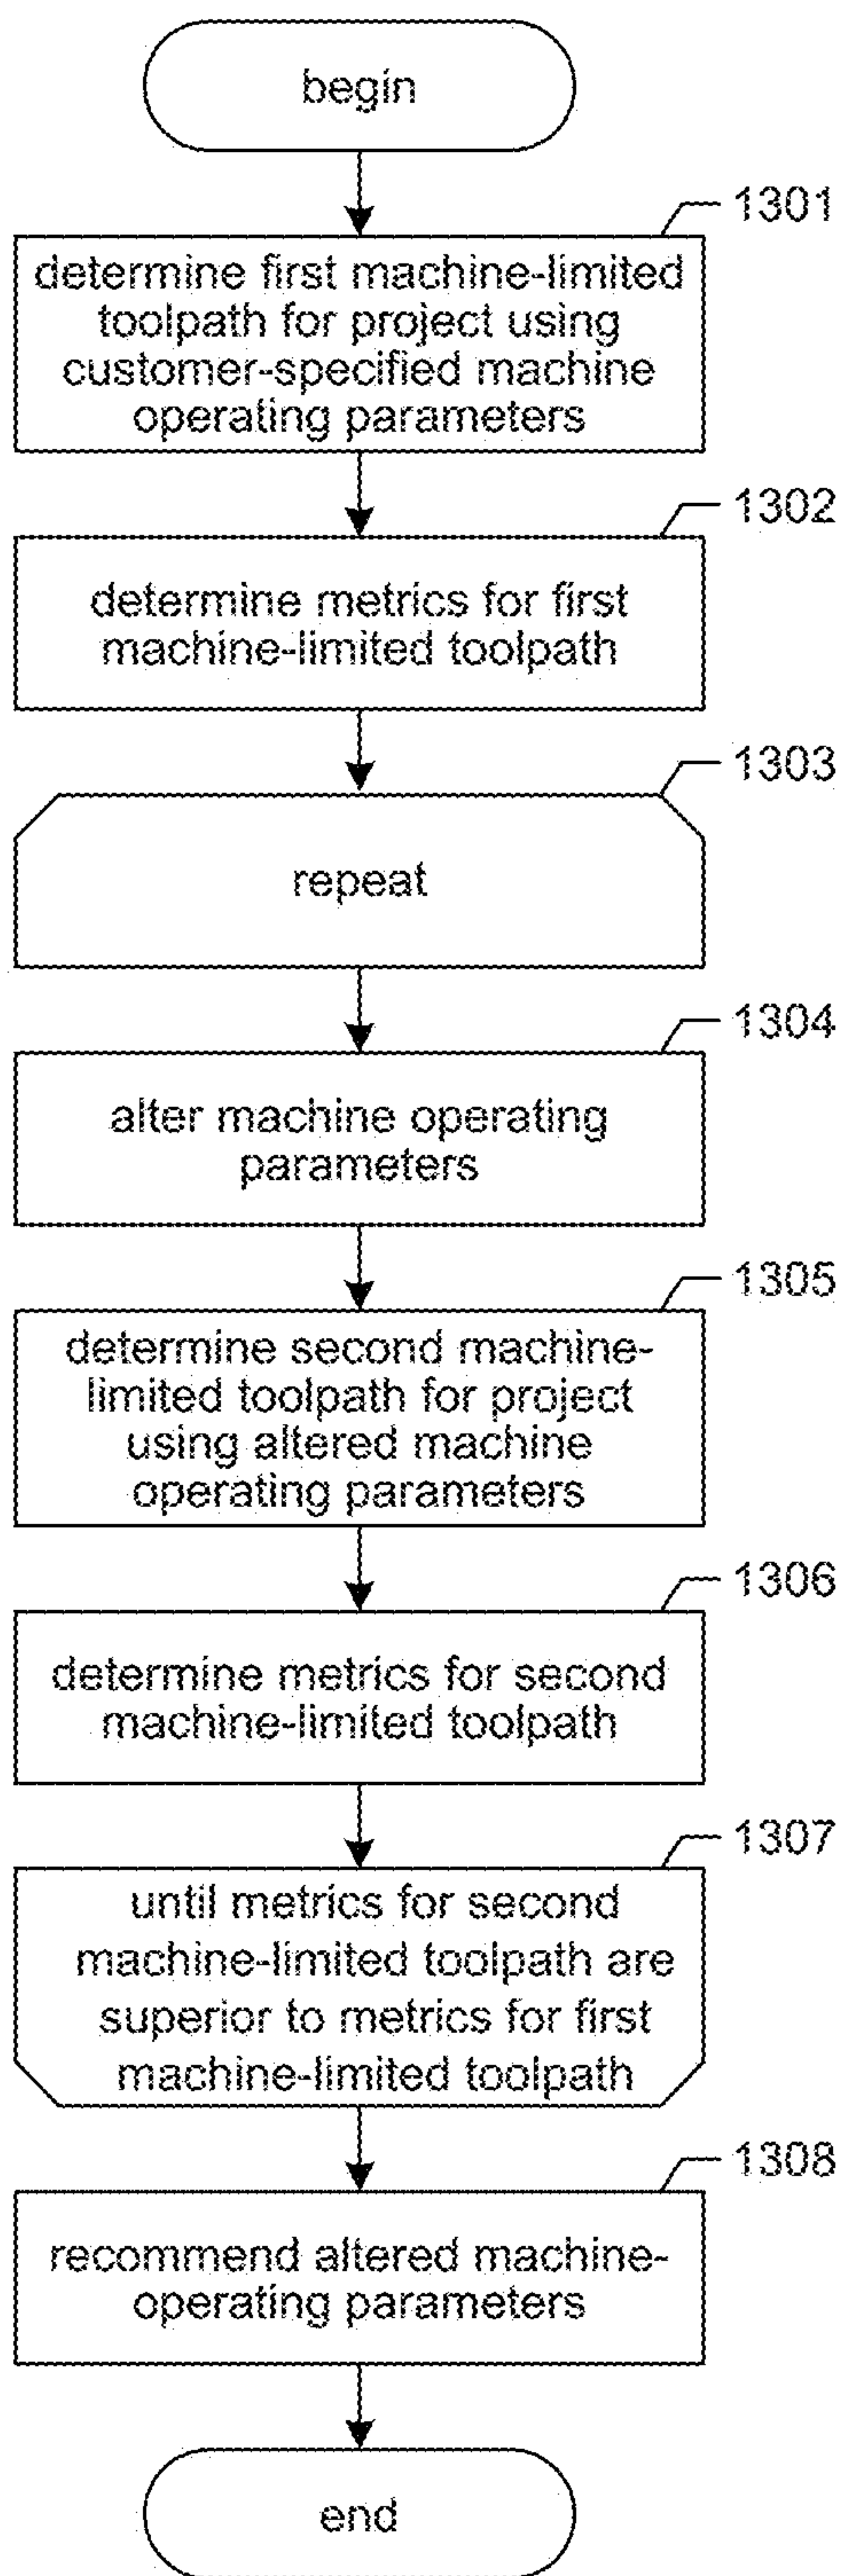 begin
1301
determine first machine-limited
toolpath for project using
customer-specified machine
operating parameters
1302
determine metrics for first
machine-limited toolpath
1303
repeat
1304
alter machine operating
parameters
1305
determine second machine-
limited toolpath for project
using altered machine
operating parameters
1306
determine metrics for second
machine-limited toolpath
1307
until metrics for second
machine-limited toolpath are
superior to metrics for first
machine-limited toolpath
1308
recommend altered machine-
operating parameters
end